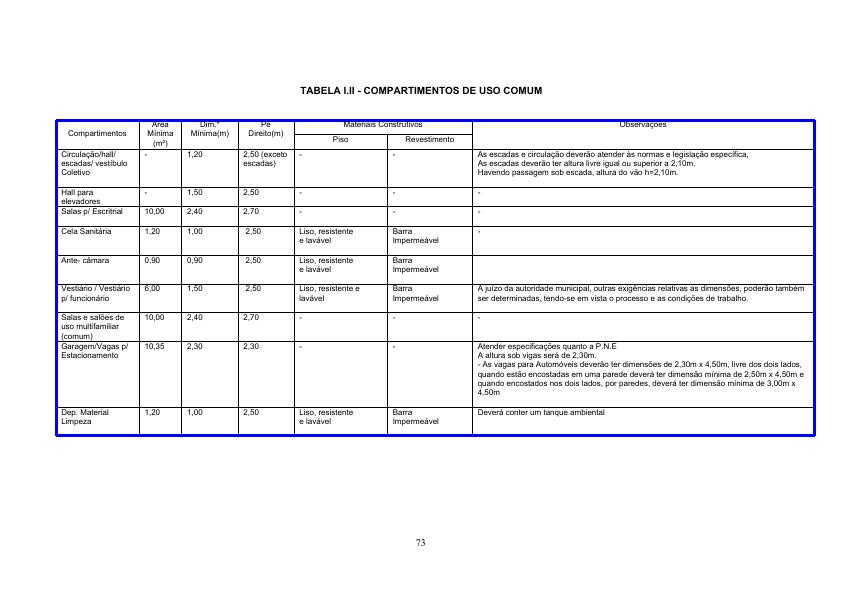 TABELA I.II - COMPARTIMENTOS DE USO COMUM
Compartimentos
Área
Mínima
(m²)
Dim.ª
Mínima(m)
Pé
Direito(m)
Materiais Construtivos
Piso
Revestimento
Observações
Circulação/hall/
escadas/ vestíbulo
Coletivo
-
1,20
2,50 (exceto
escadas)
-
-
As escadas e circulação deverão atender às normas e legislação específica,
As escadas deverão ter altura livre igual ou superior a 2,10m.
Havendo passagem sob escada, altura do vão h=2,10m.
Hall para
elevadores
-
1,50
2,50
-
-
-
Salas p/ Escritrial
10,00
2,40
2,70
-
-
-
Cela Sanitária
1,20
1,00
2,50
Liso, resistente
e lavável
Barra
Impermeável
-
Ante- câmara
0,90
0,90
2,50
Liso, resistente
e lavável
Barra
Impermeável
Vestiário / Vestiário
p/ funcionário
6,00
1,50
2,50
Liso, resistente e
lavável
Barra
Impermeável
A juízo da autoridade municipal, outras exigências relativas as dimensões, poderão também
ser determinadas, tendo-se em vista o processo e as condições de trabalho.
Salas e salões de
uso multifamiliar
(comum)
10,00
2,40
2,70
-
-
-
Garagem/Vagas p/
Estacionamento
10,35
2,30
2,30
-
-
Atender especificações quanto a P.N.E
A altura sob vigas será de 2,30m.
- As vagas para Automóveis deverão ter dimensões de 2,30m x 4,50m, livre dos dois lados,
quando estão encostadas em uma parede deverá ter dimensão mínima de 2,50m x 4,50m e
quando encostados nos dois lados, por paredes, deverá ter dimensão mínima de 3,00m x
4,50m
Dep. Material
Limpeza
1,20
1,00
2,50
Liso, resistente
e lavável
Barra
Impermeável
Deverá conter um tanque ambiental
73